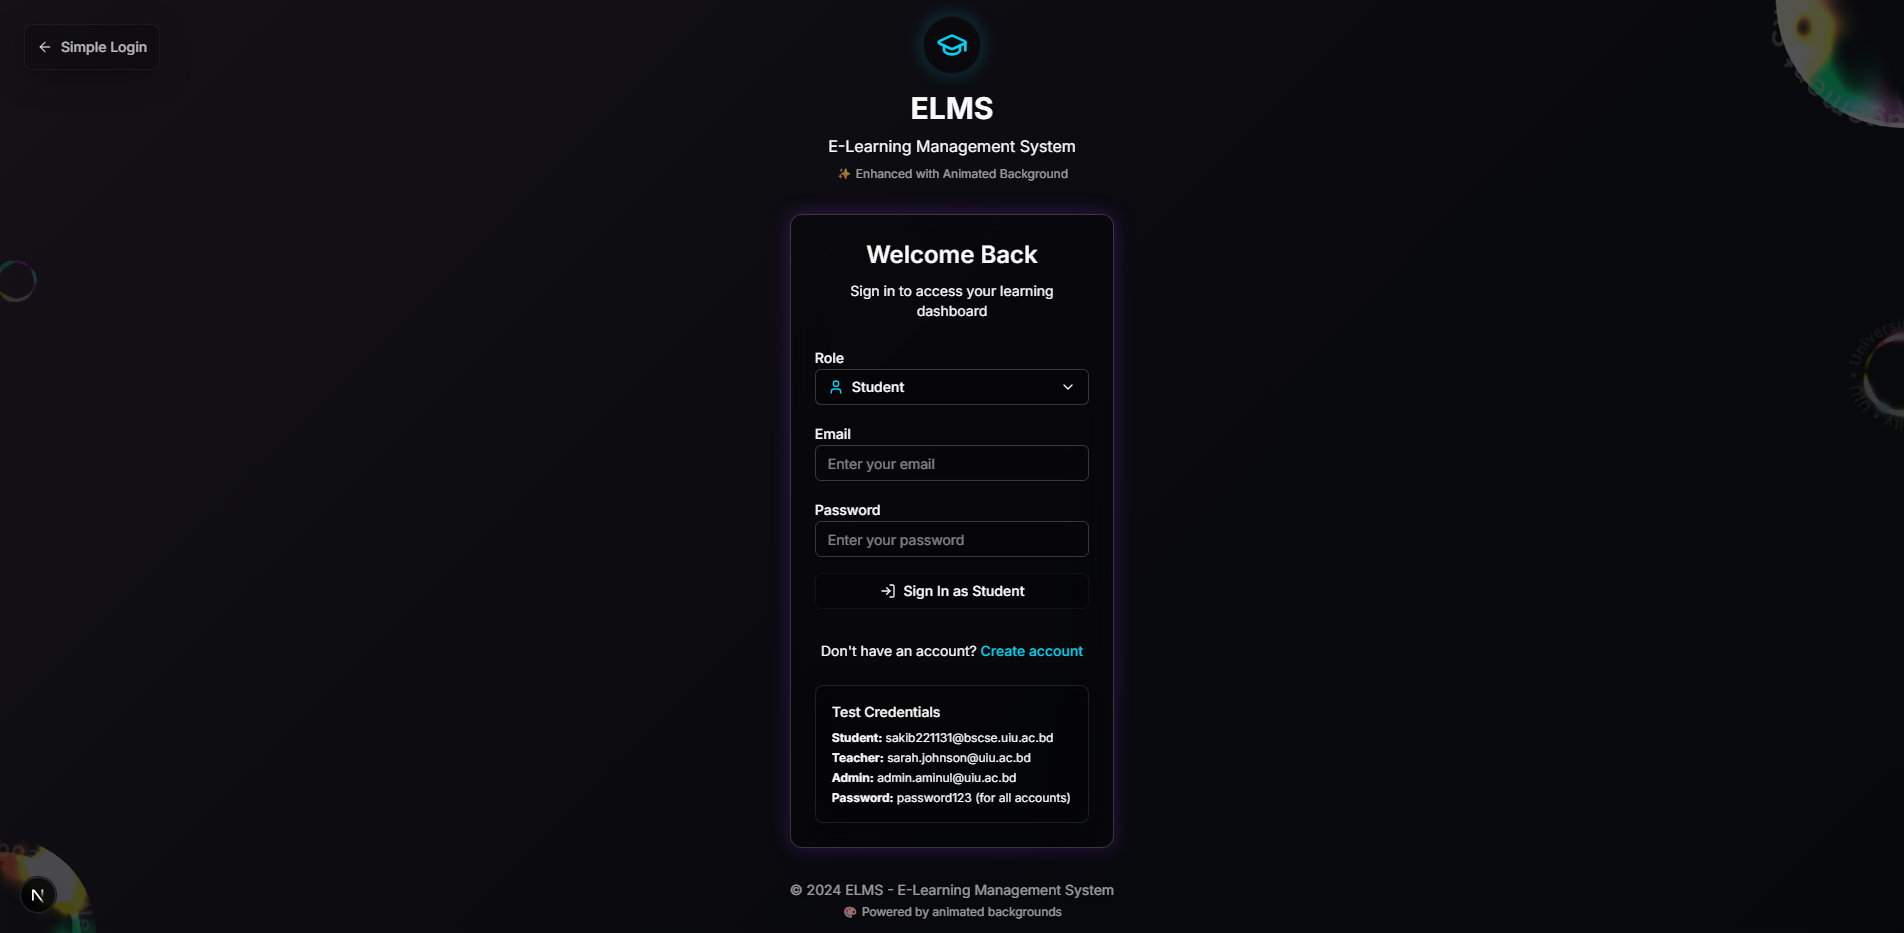 Simple Login
ELMS
E-Learning Management System
✨ Enhanced with Animated Background
Welcome Back
Sign in to access your learning
dashboard
Role
Student
Email
Enter your email
Password
Enter your password
Sign In as Student
Don't have an account? Create account
Test Credentials
Student: sakib221131@bscse.uiu.ac.bd
Teacher: sarah.johnson@uiu.ac.bd
Admin: admin.aminul@uiu.ac.bd
Password: password123 (for all accounts)
N
© 2024 ELMS - E-Learning Management System
🎨 Powered by animated backgrounds